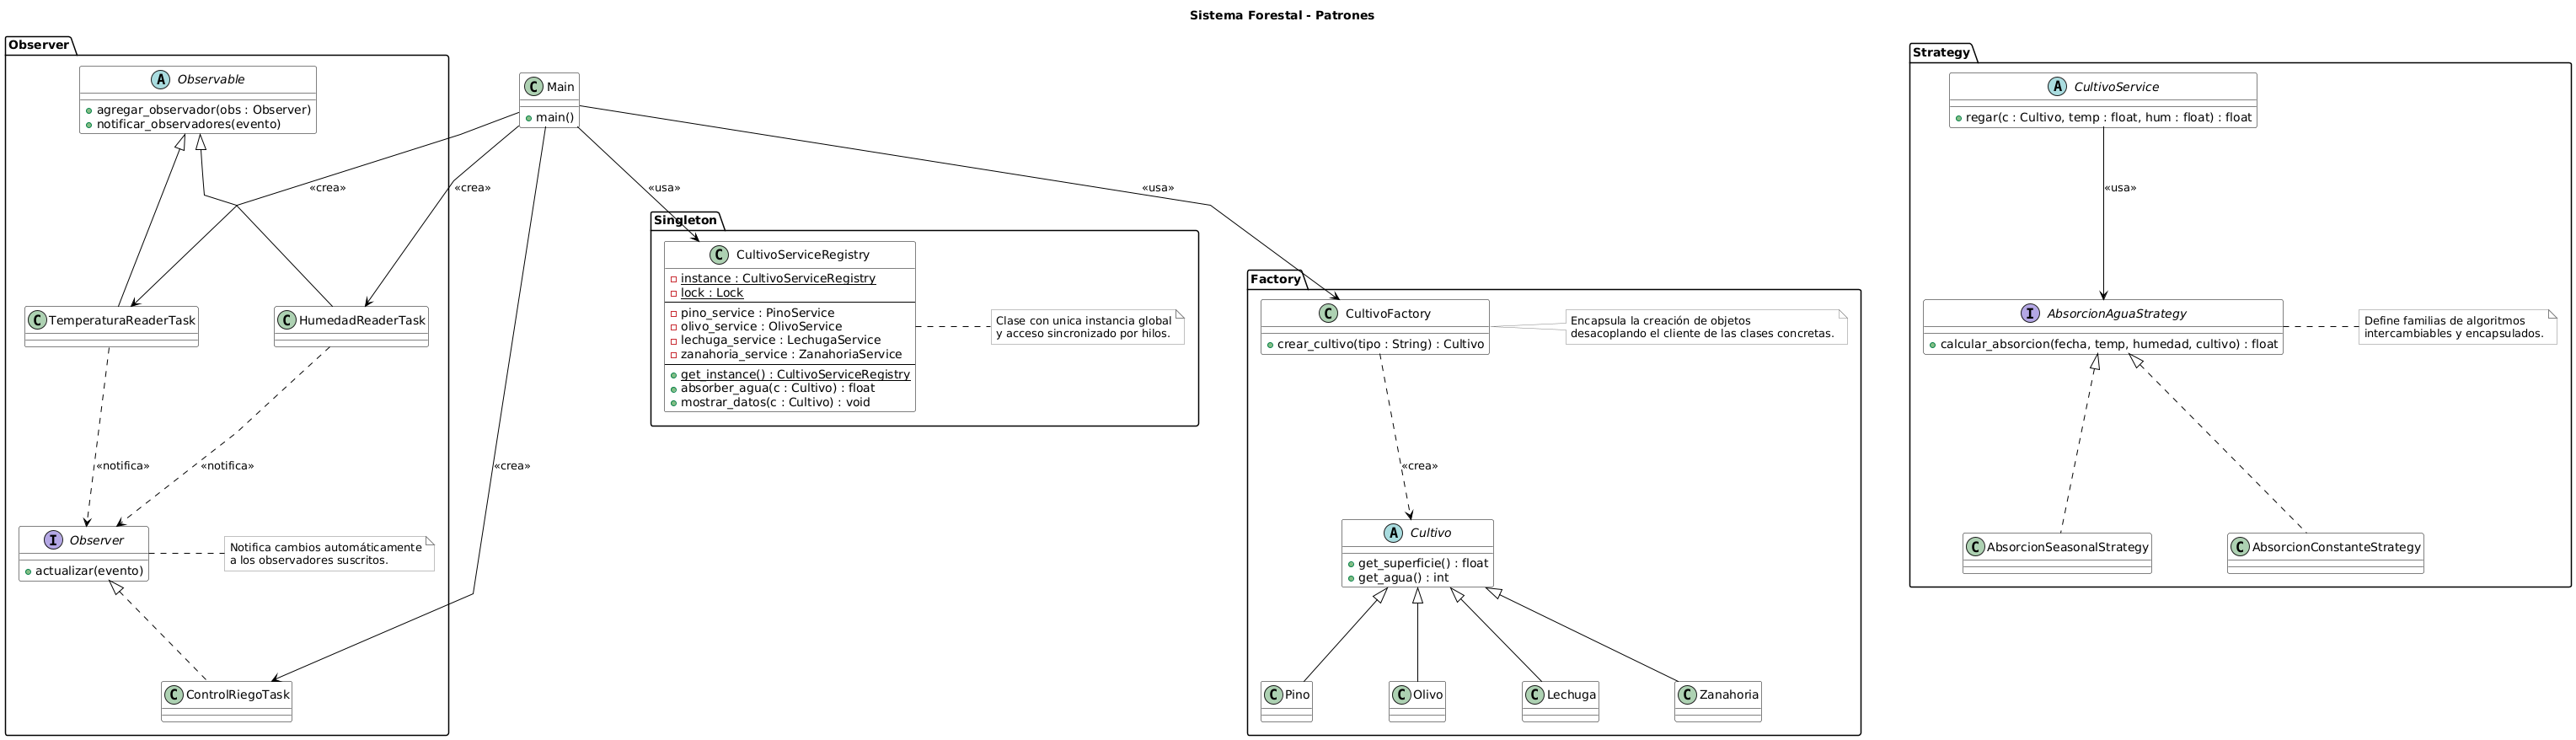 Sistema Forestal - Patrones
Observer
A Observable
agregar_observador(obs : Observer)
notificar_observadores(evento)
«crea»
«crea»
C TemperaturaReaderTask
C HumedadReaderTask
«notifica»
«notifica»
I Observer
actualizar(evento)
Notifica cambios automáticamente
a los observadores suscritos.
C ControlRiegoTask
C Main
main()
«crea»
«usa»
«usa»
Singleton
C CultivoServiceRegistry
instance : CultivoServiceRegistry
lock : Lock
pino_service : PinoService
olivo_service : OlivoService
lechuga_service : LechugaService
zanahoria_service : ZanahoriaService
get_instance() : CultivoServiceRegistry
absorber_agua(c : Cultivo) : float
mostrar_datos(c : Cultivo) : void
Clase con unica instancia global
y acceso sincronizado por hilos.
Factory
C CultivoFactory
crear_cultivo(tipo : String) : Cultivo
Encapsula la creación de objetos
desacoplando el cliente de las clases concretas.
«crea»
A Cultivo
get_superficie() : float
get_agua() : int
C Pino
C Olivo
C Lechuga
C Zanahoria
Strategy
A CultivoService
regar(c : Cultivo, temp : float, hum : float) : float
«usa»
I AbsorcionAguaStrategy
calcular_absorcion(fecha, temp, humedad, cultivo) : float
Define familias de algoritmos
intercambiables y encapsulados.
C AbsorcionSeasonalStrategy
C AbsorcionConstanteStrategy